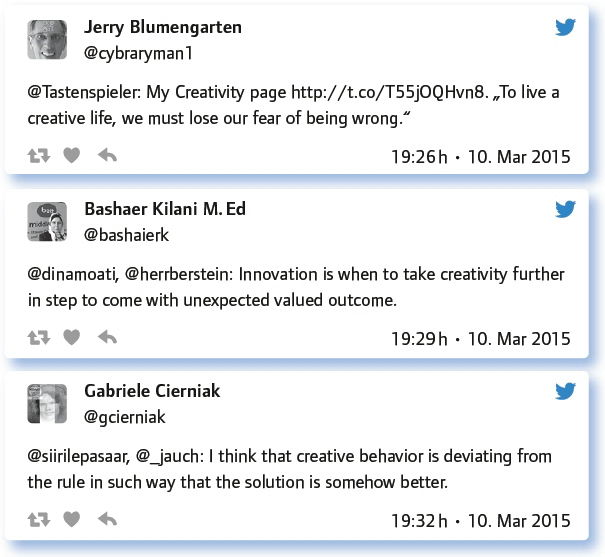 Jerry Blumengarten
@cybraryman1
@Tastenspieler: My Creativity page http://t.co/T55jOQHvn8. „To live a
creative life, we must lose our fear of being wrong.“
19:26 h • 10. Mar 2015
Bashaer Kilani M. Ed
@bashaierk
@dinamoati, @herrberstein: Innovation is when to take creativity further
in step to come with unexpected valued outcome.
19:29 h • 10. Mar 2015
Gabriele Cierniak
@gcierniak
@siirilepasaar, @_jauch: I think that creative behavior is deviating from
the rule in such way that the solution is somehow better.
19:32 h • 10. Mar 2015